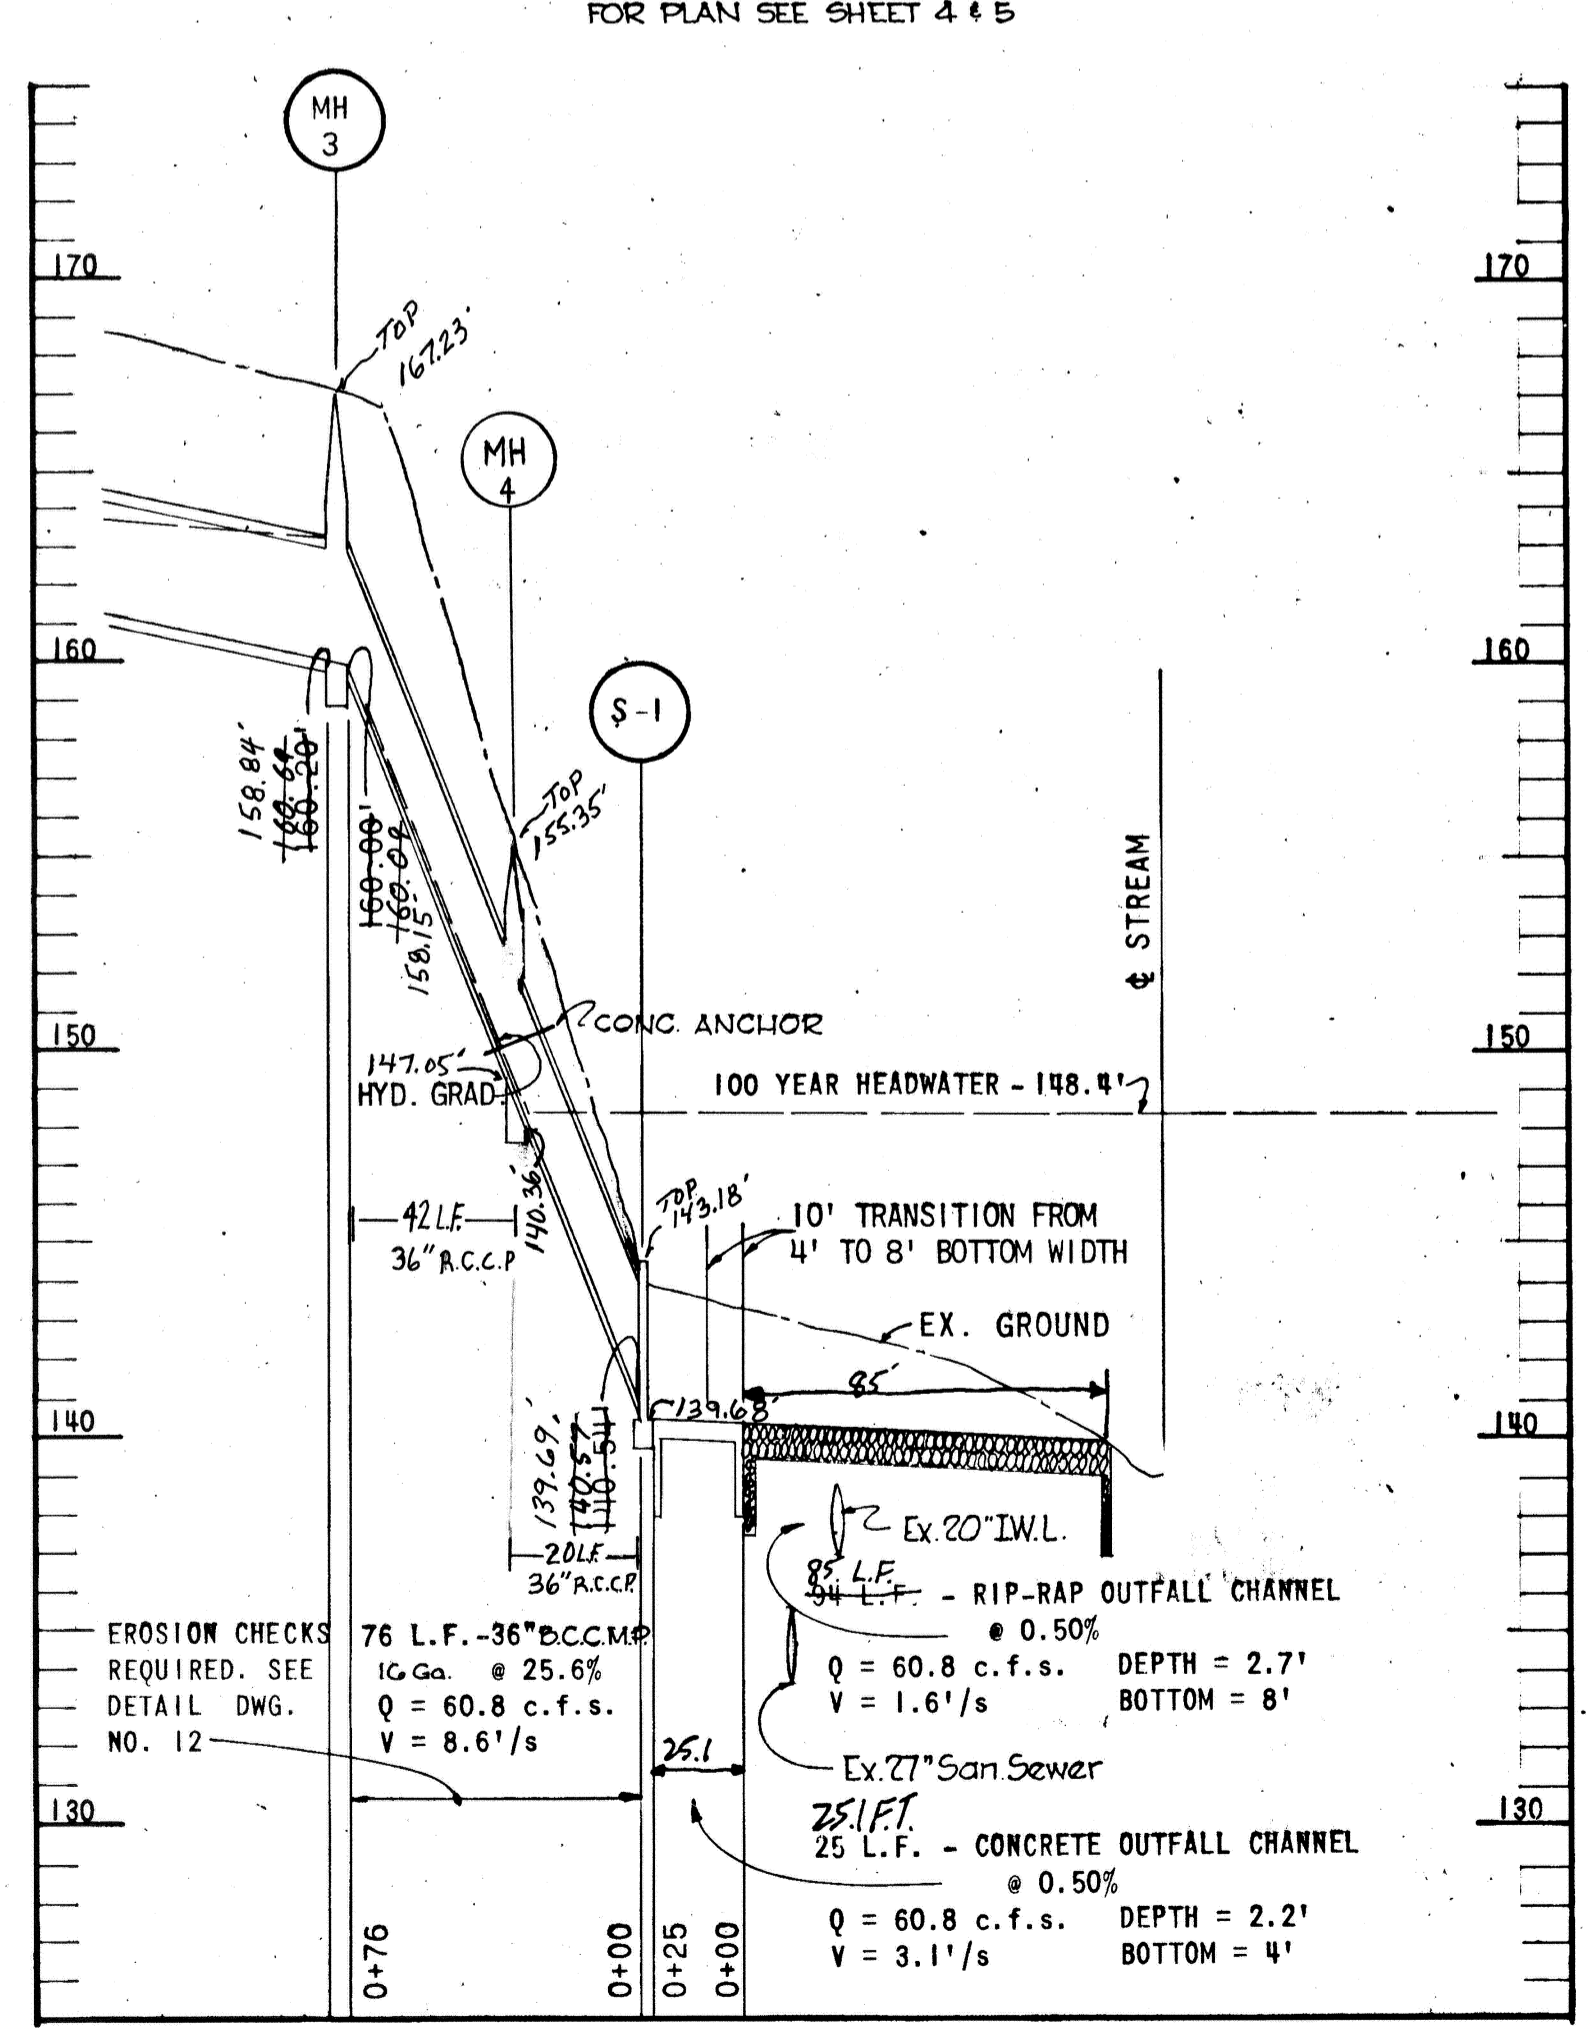 FOR PLAN SEE SHEET 4 & 5
MH
3
170
170
TOP
167.23'
MH
4
160
160
S-1
158.84'
160.20'
TOP
155.35'
160.00'
160.09
158.15'
℄ STREAM
150
150
CONC. ANCHOR
147.05'
HYD. GRAD.
100 YEAR HEADWATER - 148.4'
140.36'
42 L.F.
36" R.C.C.P
TOP
143.18'
10' TRANSITION FROM
4' TO 8' BOTTOM WIDTH
EX. GROUND
85'
139.68'
140
140
139.69'
140.57
140.54'
20 L.F.
36" R.C.C.P.
Ex. 20" I.W.L.
85. L.F.
94 L.F. - RIP-RAP OUTFALL CHANNEL
@ 0.50%
Q = 60.8 c.f.s. DEPTH = 2.7'
V = 1.6'/s BOTTOM = 8'
EROSION CHECKS
REQUIRED. SEE
DETAIL DWG.
NO. 12
76 L.F.-36" B.C.C.M.P.
16 Ga. @ 25.6%
Q = 60.8 c.f.s.
V = 8.6'/s
25.1
Ex. 27" San. Sewer
130
130
25.1 F.T.
25 L.F. - CONCRETE OUTFALL CHANNEL
@ 0.50%
Q = 60.8 c.f.s. DEPTH = 2.2'
V = 3.1'/s BOTTOM = 4'
0+76
0+00
0+25
0+00